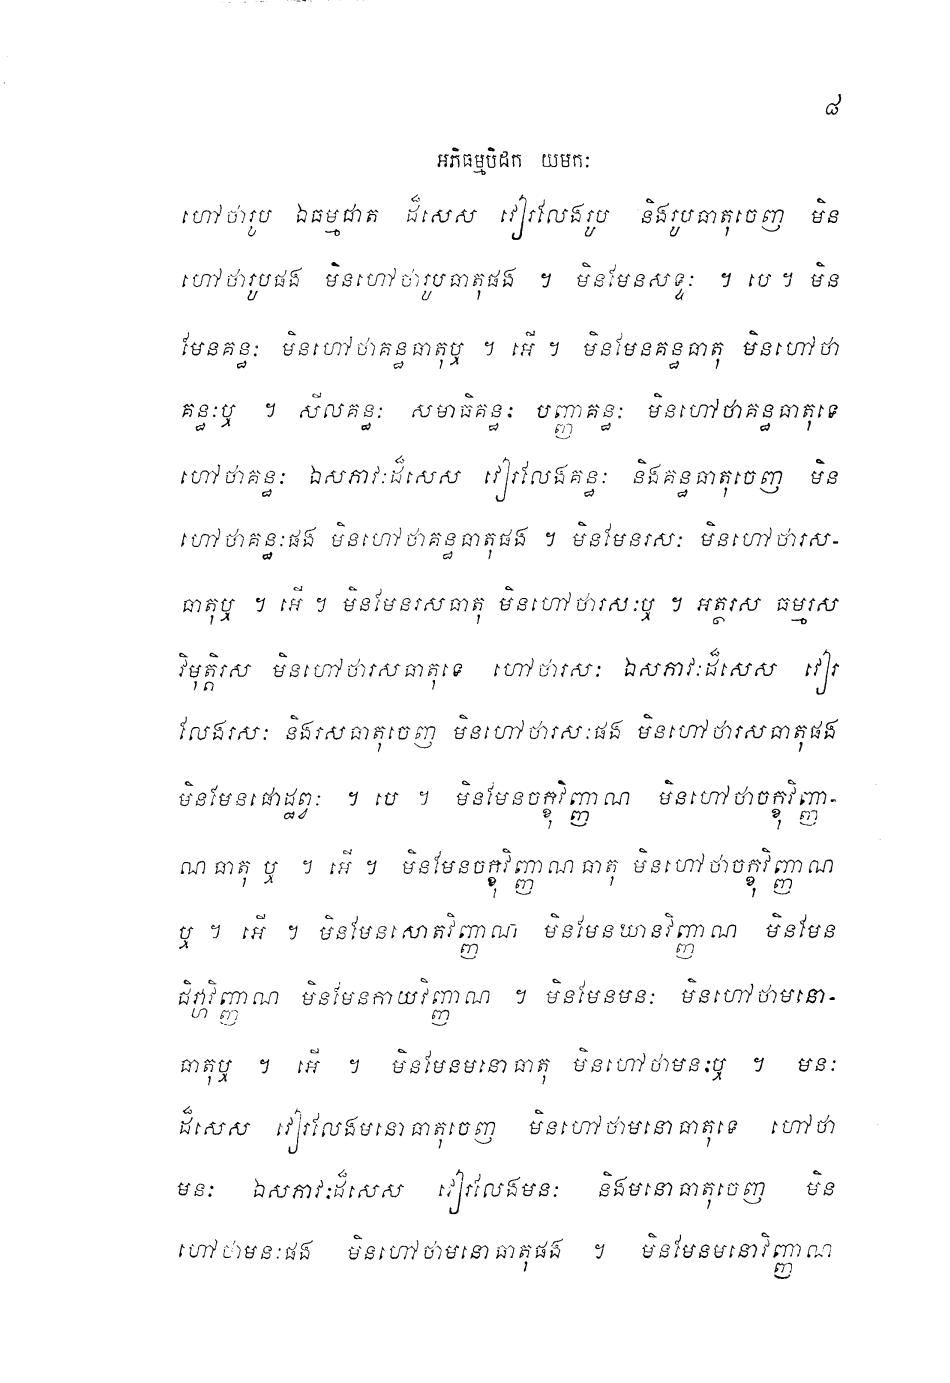 ៨
អភិធម្មបិដក យមកៈ
ហៅថារូប ឯធម្មជាត ដ៏សេស វៀរលែងរូប និងរូបធាតុចេញ មិន
ហៅថារូបផង មិនហៅថារូបធាតុផង ។ មិនមែនសទ្ទៈ ។ បេ ។ មិន
មែនគន្ធៈ មិនហៅថាគន្ធធាតុឬ ។ អើ ។ មិនមែនគន្ធធាតុ មិនហៅថា
គន្ធៈឬ ។ សីលគន្ធៈ សមាធិគន្ធៈ បញ្ញាគន្ធៈ មិនហៅថាគន្ធធាតុទេ
ហៅថាគន្ធៈ ឯសភាវៈដ៏សេស វៀរលែងគន្ធៈ និងគន្ធធាតុចេញ មិន
ហៅថាគន្ធៈផង មិនហៅថាគន្ធធាតុផង ។ មិនមែនរសៈ មិនហៅថារស-
ធាតុឬ ។ អើ ។ មិនមែនរសធាតុ មិនហៅថារសៈឬ ។ អត្ថរស ធម្មរស
វិមុត្តិរស មិនហៅថារសធាតុទេ ហៅថារសៈ ឯសភាវៈដ៏សេស វៀរ
លែងរសៈ និងរសធាតុចេញ មិនហៅថារសៈផង មិនហៅថារសធាតុផង
មិនមែនផោដ្ឋព្វៈ ។ បេ ។ មិនមែនចក្ខុវិញ្ញាណ មិនហៅថាចក្ខុវិញ្ញា-
ណធាតុ ឬ ។ អើ ។ មិនមែនចក្ខុវិញ្ញាណធាតុ មិនហៅថាចក្ខុវិញ្ញាណ
ឬ ។ អើ ។ មិនមែនសោតវិញ្ញាណ មិនមែនឃានវិញ្ញាណ មិនមែន
ជិវ្ហាវិញ្ញាណ មិនមែនកាយវិញ្ញាណ ។ មិនមែនមនៈ មិនហៅថាមនោ-
ធាតុឬ ។ អើ ។ មិនមែនមនោធាតុ មិនហៅថាមនៈឬ ។ មនៈ
ដ៏សេស វៀរលែងមនោធាតុចេញ មិនហៅថាមនោធាតុទេ ហៅថា
មនៈ ឯសភាវៈដ៏សេស វៀរលែងមនៈ និងមនោធាតុចេញ មិន
ហៅថាមនៈផង មិនហៅថាមនោធាតុផង ។ មិនមែនមនោវិញ្ញាណ